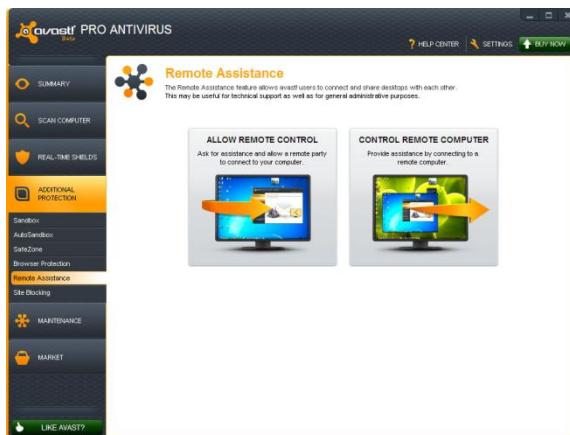 avast! PRO ANTIVIRUS
Beta
? HELP CENTER
SETTINGS
BUY NOW
SUMMARY
SCAN COMPUTER
REAL-TIME SHIELDS
ADDITIONAL
PROTECTION
Sandbox
AutoSandbox
SafeZone
Browser Protection
Remote Assistance
Site Blocking
MAINTENANCE
MARKET
LIKE AVAST?
Remote Assistance
The Remote Assistance feature allows avast! users to connect and share desktops with each other.
This may be useful for technical support as well as for general administrative purposes.
ALLOW REMOTE CONTROL
Ask for assistance and allow a remote party
to connect to your computer.
CONTROL REMOTE COMPUTER
Provide assistance by connecting to a
remote computer.